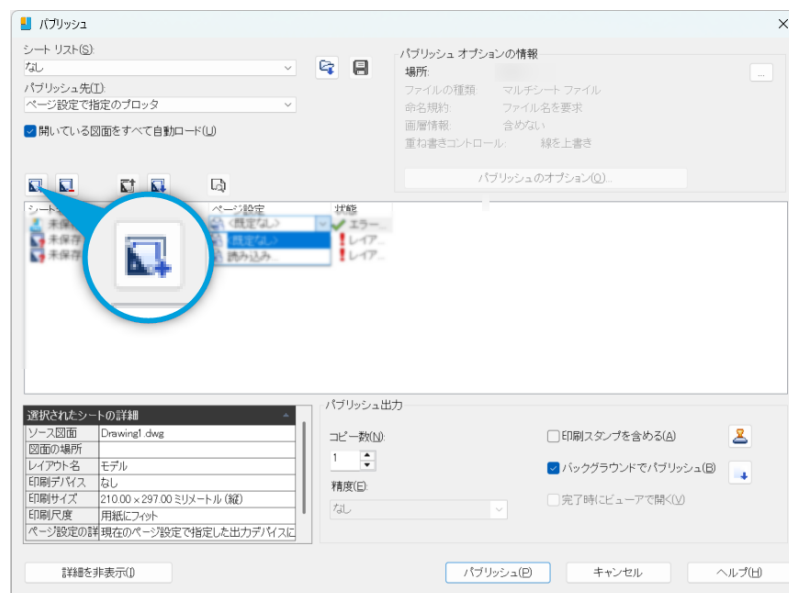 パブリッシュ
シート リスト(S):
なし
パブリッシュ先(T):
ページ設定で指定のプロッタ
開いている図面をすべて自動ロード(U)
パブリッシュ オプションの情報
場所:
...
ファイルの種類: マルチシート ファイル
命名規約: ファイル名を要求
画層情報: 含めない
重ね書きコントロール: 線を上書き
パブリッシュのオプション(O)...
ページ設定 状態
未保存 <既定なし> エラー...
未保存 <既定なし> レイア...
未保存 読み込み... レイア...
選択されたシートの詳細
ソース図面 Drawing1.dwg
図面の場所
レイアウト名 モデル
印刷デバイス なし
印刷サイズ 210.00 × 297.00 ミリメートル (縦)
印刷尺度 用紙にフィット
ページ設定の詳 現在のページ設定で指定した出力デバイスに
パブリッシュ出力
コピー数(N):
1
精度(E):
なし
印刷スタンプを含める(A)
バックグラウンドでパブリッシュ(B)
完了時にビューアで開く(V)
詳細を非表示(I)
パブリッシュ(P)
キャンセル
ヘルプ(H)